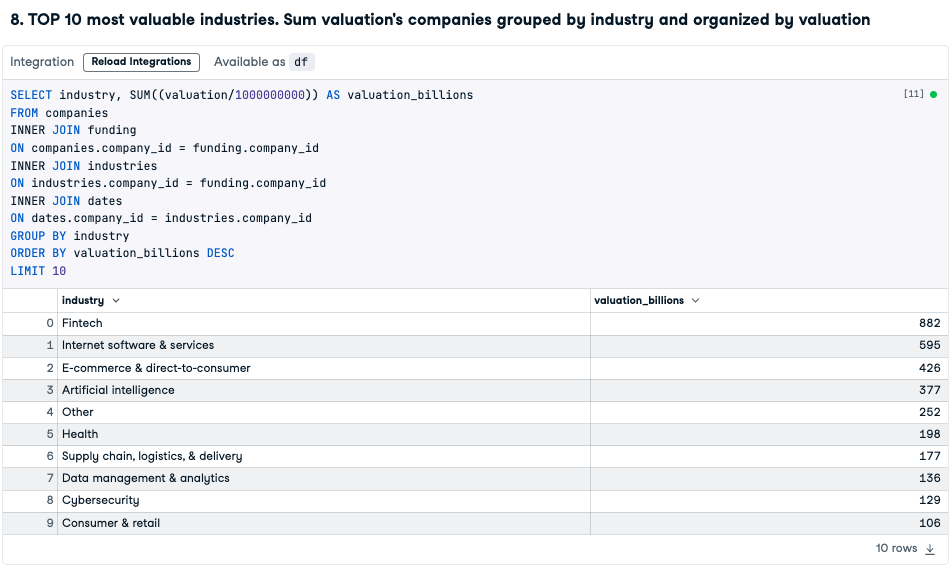 8. TOP 10 most valuable industries. Sum valuation's companies grouped by industry and organized by valuation
Integration Reload Integrations Available as df
SELECT industry, SUM((valuation/1000000000)) AS valuation_billions [11]
FROM companies
INNER JOIN funding
ON companies.company_id = funding.company_id
INNER JOIN industries
ON industries.company_id = funding.company_id
INNER JOIN dates
ON dates.company_id = industries.company_id
GROUP BY industry
ORDER BY valuation_billions DESC
LIMIT 10
industry valuation_billions
0 Fintech 882
1 Internet software & services 595
2 E-commerce & direct-to-consumer 426
3 Artificial intelligence 377
4 Other 252
5 Health 198
6 Supply chain, logistics, & delivery 177
7 Data management & analytics 136
8 Cybersecurity 129
9 Consumer & retail 106
10 rows